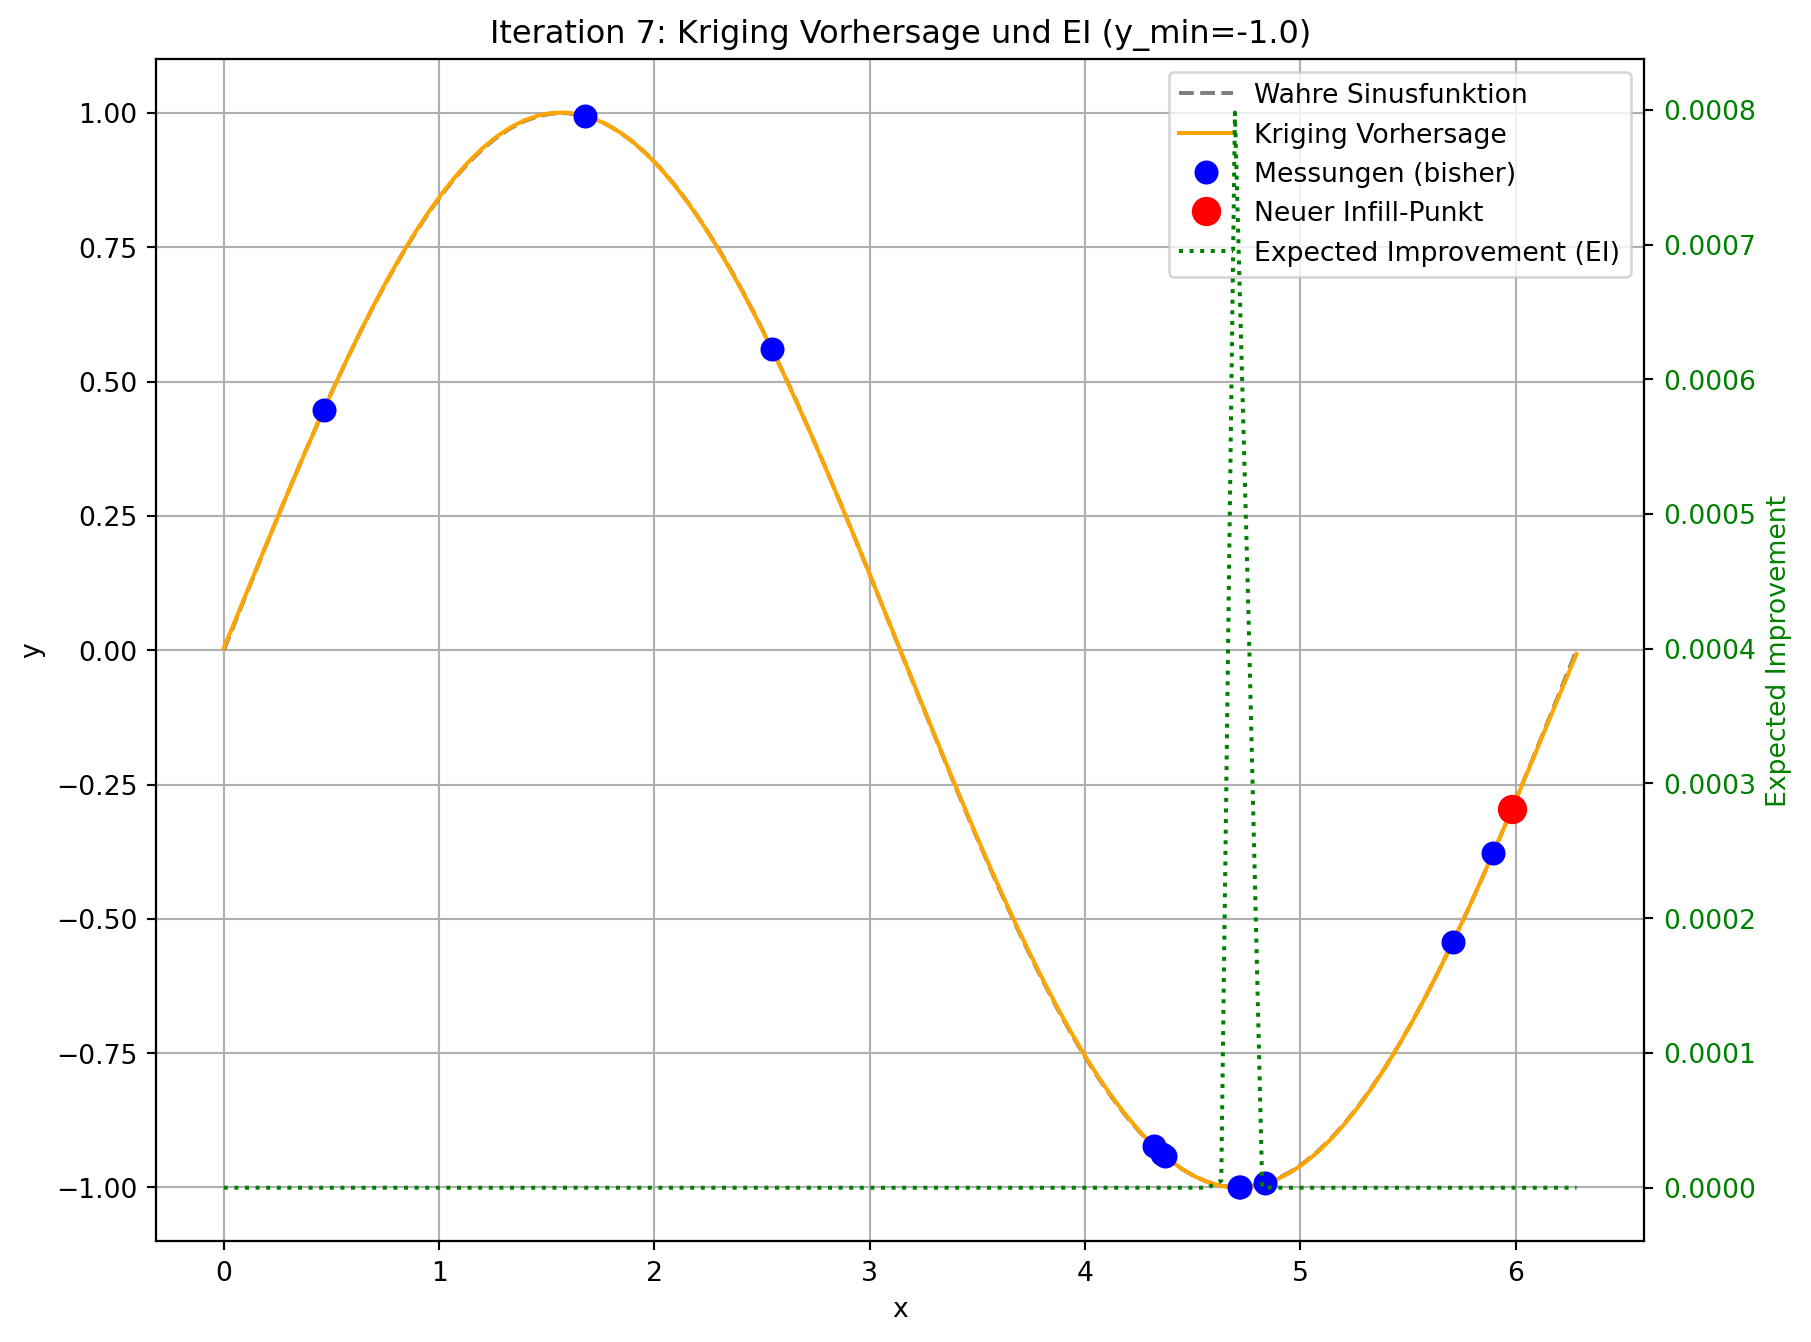 Iteration 7: Kriging Vorhersage und EI (y_min=-1.0)
Wahre Sinusfunktion
Kriging Vorhersage
Messungen (bisher)
Neuer Infill-Punkt
Expected Improvement (EI)
y
1.00
0.75
0.50
0.25
0.00
−0.25
−0.50
−0.75
−1.00
0.0008
0.0007
0.0006
0.0005
0.0004
0.0003
0.0002
0.0001
0.0000
Expected Improvement
0 1 2 3 4 5 6
x